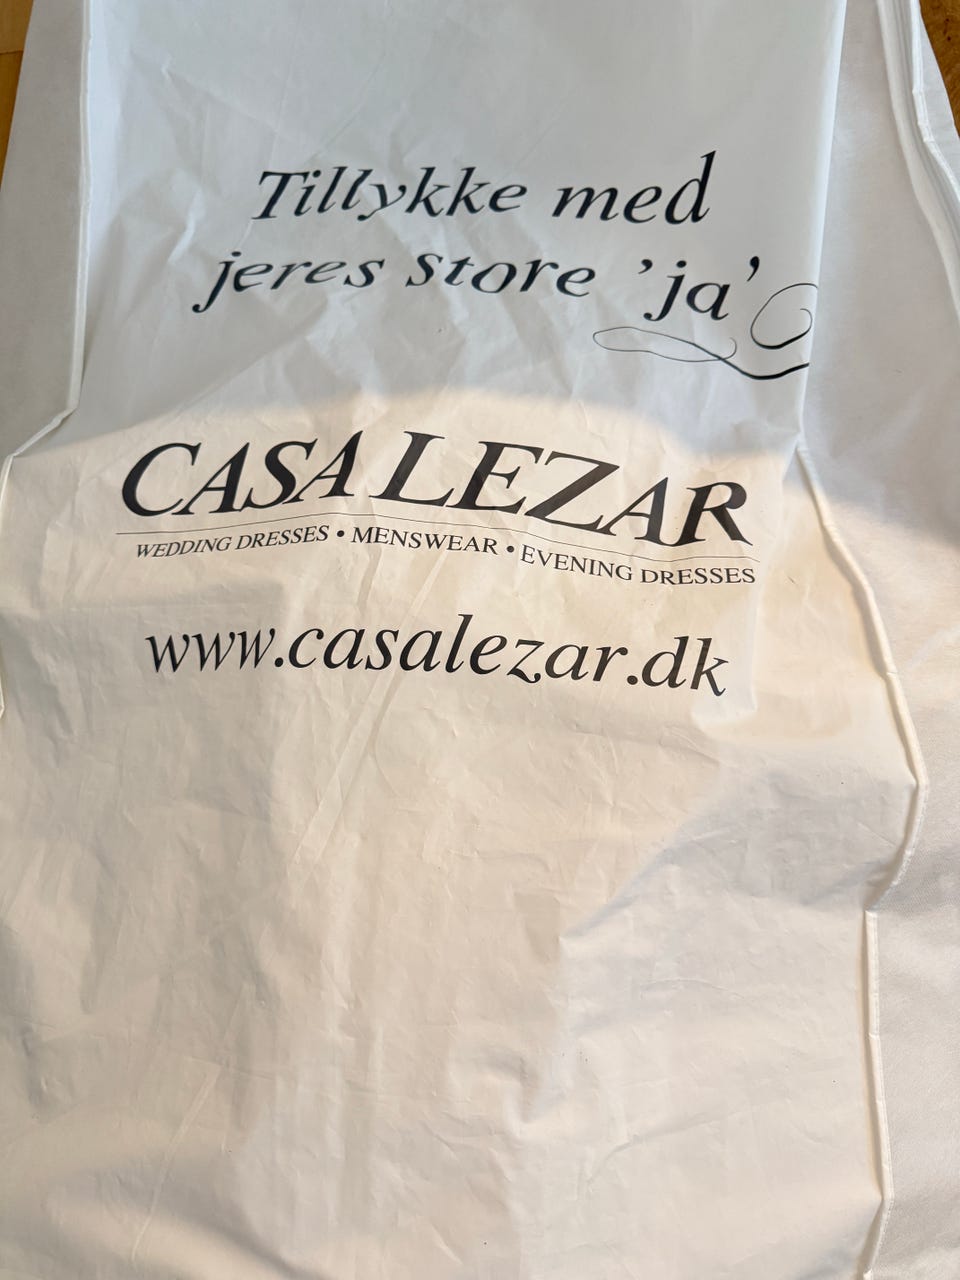 Tillykke med
jeres store 'ja'
CASA LEZAR
WEDDING DRESSES • MENSWEAR • EVENING DRESSES
www.casalezar.dk